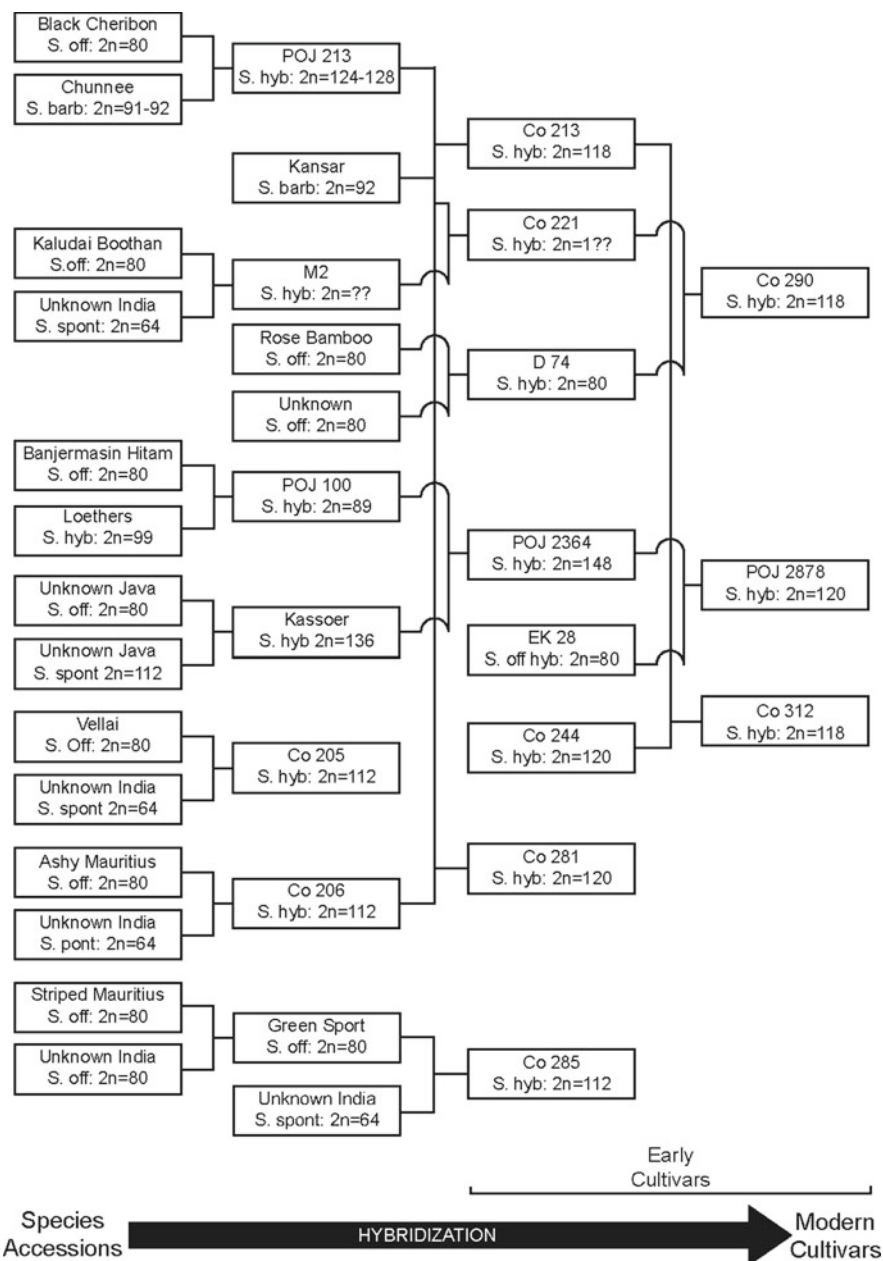 Black Cheribon
S. off: 2n=80
Chunnee
S. barb: 2n=91-92
Kaludai Boothan
S.off: 2n=80
Unknown India
S. spont: 2n=64
Banjermasin Hitam
S. off: 2n=80
Loethers
S. hyb: 2n=99
Unknown Java
S. off: 2n=80
Unknown Java
S. spont 2n=112
Vellai
S. Off: 2n=80
Unknown India
S. spont 2n=64
Ashy Mauritius
S. off: 2n=80
Unknown India
S. pont: 2n=64
Striped Mauritius
S. off: 2n=80
Unknown India
S. off: 2n=80
POJ 213
S. hyb: 2n=124-128
Kansar
S. barb: 2n=92
M2
S. hyb: 2n=??
Rose Bamboo
S. off: 2n=80
Unknown
S. off: 2n=80
POJ 100
S. hyb: 2n=89
Kassoer
S. hyb 2n=136
Co 205
S. hyb: 2n=112
Co 206
S. hyb: 2n=112
Green Sport
S. off: 2n=80
Unknown India
S. spont: 2n=64
Co 213
S. hyb: 2n=118
Co 221
S. hyb: 2n=1??
D 74
S. hyb: 2n=80
POJ 2364
S. hyb: 2n=148
EK 28
S. off hyb: 2n=80
Co 244
S. hyb: 2n=120
Co 281
S. hyb: 2n=120
Co 285
S. hyb: 2n=112
Co 290
S. hyb: 2n=118
POJ 2878
S. hyb: 2n=120
Co 312
S. hyb: 2n=118
Early
Cultivars
Species
Accessions
HYBRIDIZATION
Modern
Cultivars